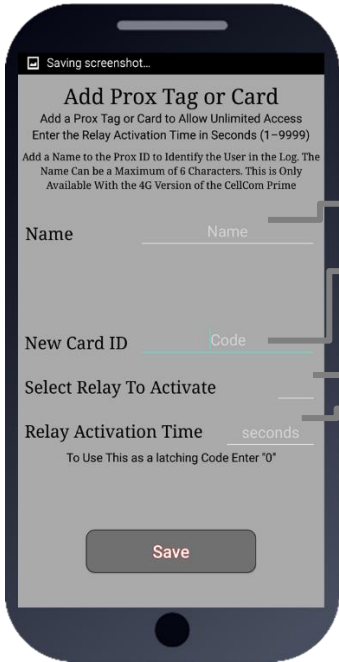 Saving screenshot...
Add Prox Tag or Card
Add a Prox Tag or Card to Allow Unlimited Access
Enter the Relay Activation Time in Seconds (1–9999)
Add a Name to the Prox ID to Identify the User in the Log. The
Name Can be a Maximum of 6 Characters. This is Only
Available With the 4G Version of the CellCom Prime
Name Name
New Card ID Code
Select Relay To Activate
Relay Activation Time seconds
To Use This as a latching Code Enter "0"
Save